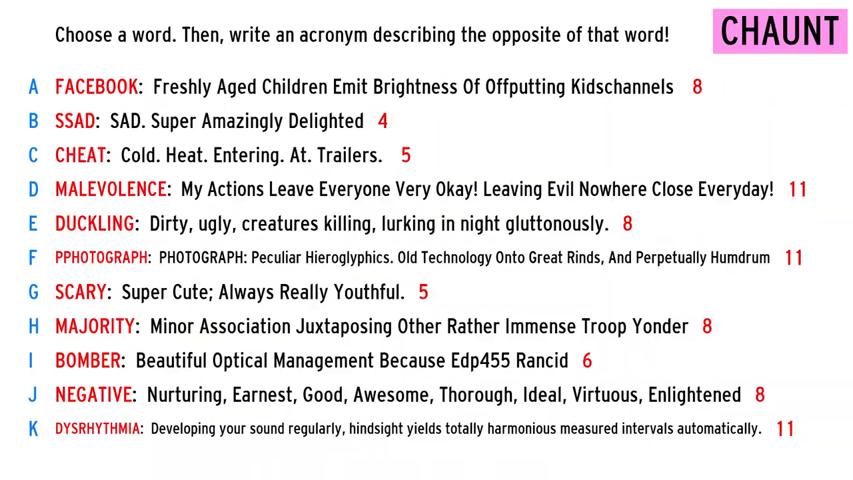 Choose a word. Then, write an acronym describing the opposite of that word!
CHAUNT
A FACEBOOK: Freshly Aged Children Emit Brightness Of Offputting Kidschannels 8
B SSAD: SAD. Super Amazingly Delighted 4
C CHEAT: Cold. Heat. Entering. At. Trailers. 5
D MALEVOLENCE: My Actions Leave Everyone Very Okay! Leaving Evil Nowhere Close Everyday! 11
E DUCKLING: Dirty, ugly, creatures killing, lurking in night gluttonously. 8
F PPHOTOGRAPH: PHOTOGRAPH: Peculiar Hieroglyphics. Old Technology Onto Great Rinds, And Perpetually Humdrum 11
G SCARY: Super Cute; Always Really Youthful. 5
H MAJORITY: Minor Association Juxtaposing Other Rather Immense Troop Yonder 8
I BOMBER: Beautiful Optical Management Because Edp455 Rancid 6
J NEGATIVE: Nurturing, Earnest, Good, Awesome, Thorough, Ideal, Virtuous, Enlightened 8
K DYSRHYTHMIA: Developing your sound regularly, hindsight yields totally harmonious measured intervals automatically. 11